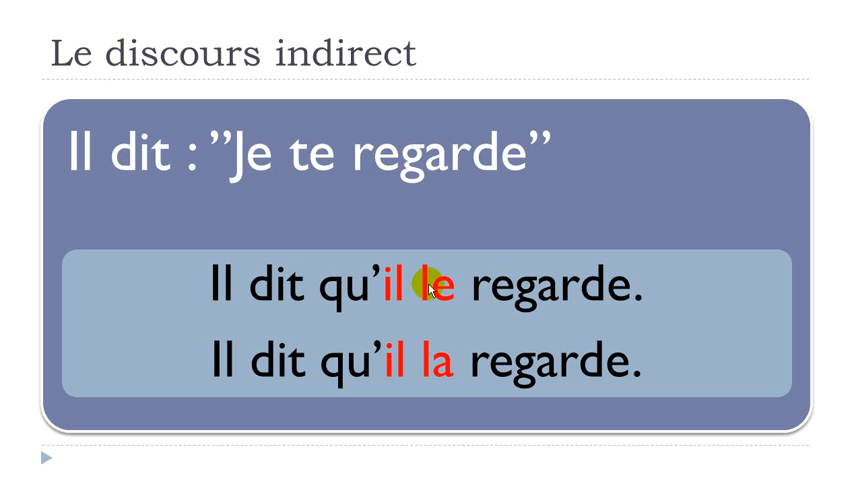 Le discours indirect
Il dit : ”Je te regarde”
Il dit qu’il le regarde.
Il dit qu’il la regarde.